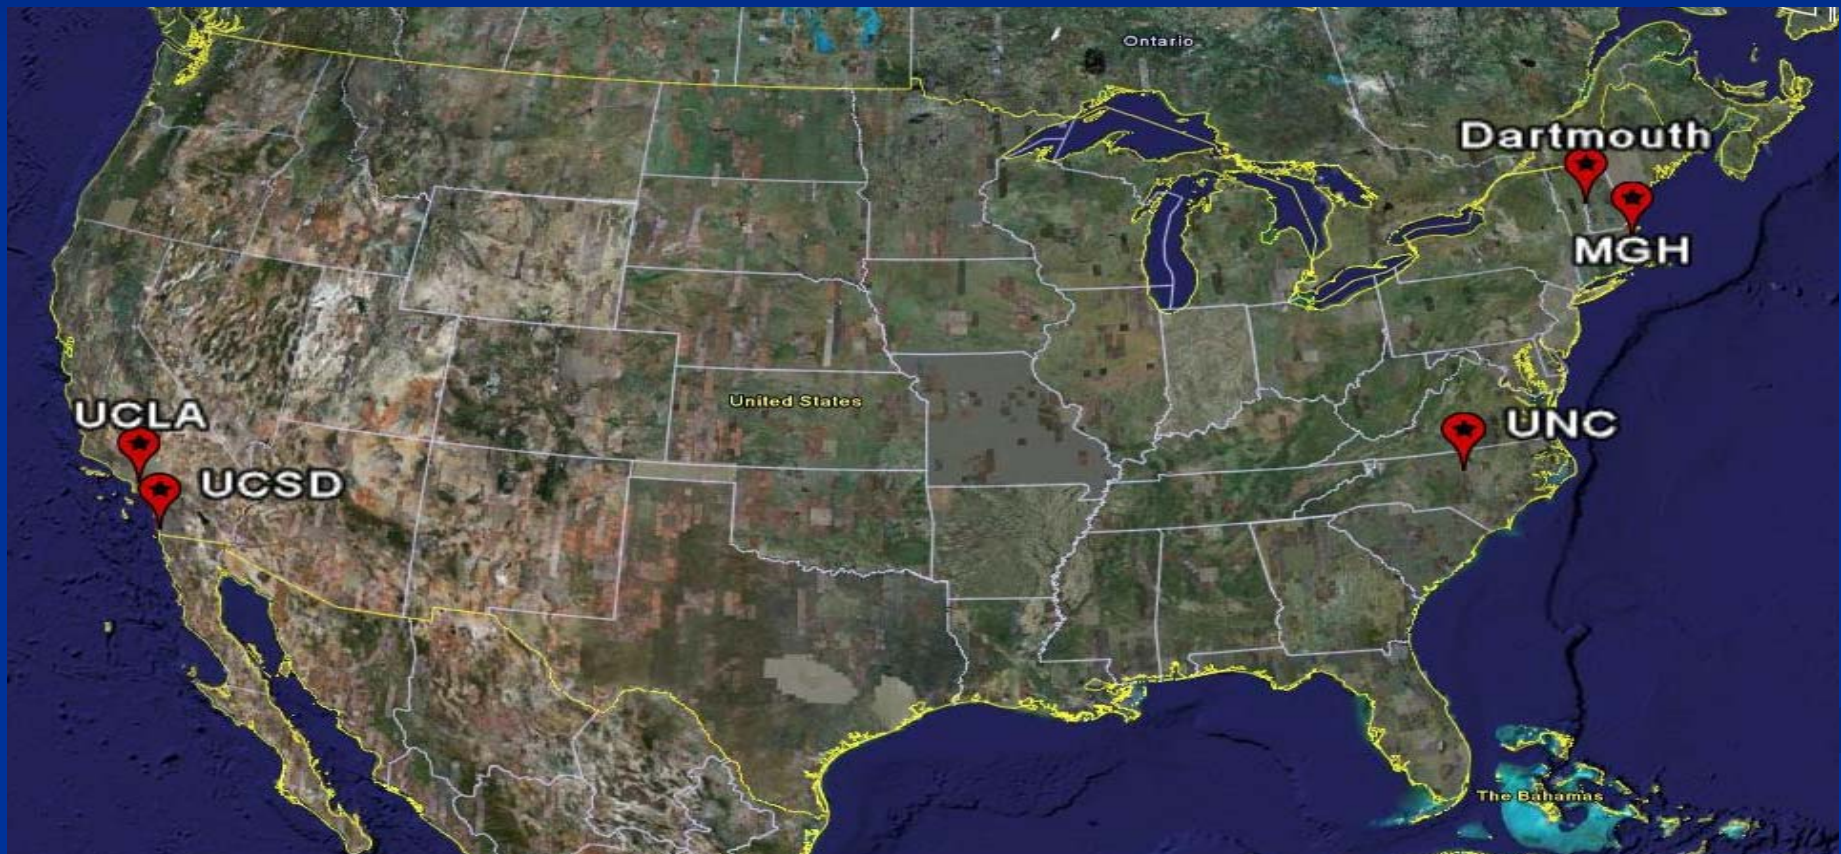 Ontario
Dartmouth
MGH
United States
UCLA
UNC
UCSD
The Bahamas